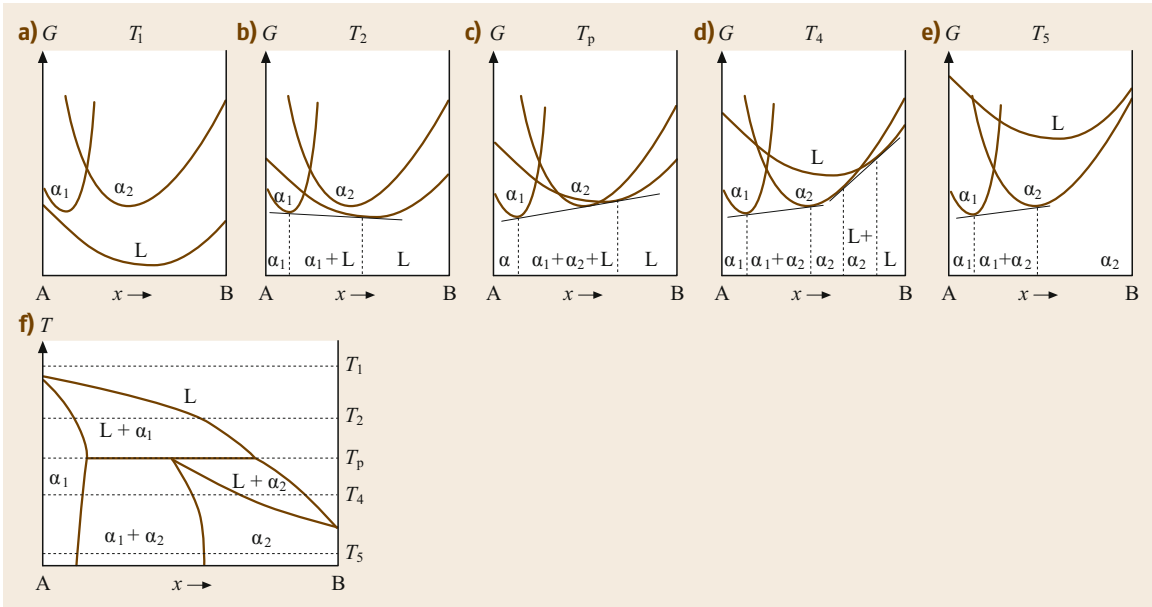 a) G T₁ b) G T₂ c) G Tₚ d) G T₄ e) G T₅
α₁ α₂ L
α₁ α₂
α₁ α₂
α₁ L α₂
L α₁ α₂
α₁ α₁ + L L
α α₁ + α₂ + L L
α₁ α₁ + α₂ α₂ L + α₂ L
α₁ α₁ + α₂ α₂
A x → B A x → B A x → B A x → B A x → B
f) T
T₁
L
T₂
L + α₁
Tₚ
α₁ L + α₂
T₄
α₁ + α₂ α₂
T₅
A x → B